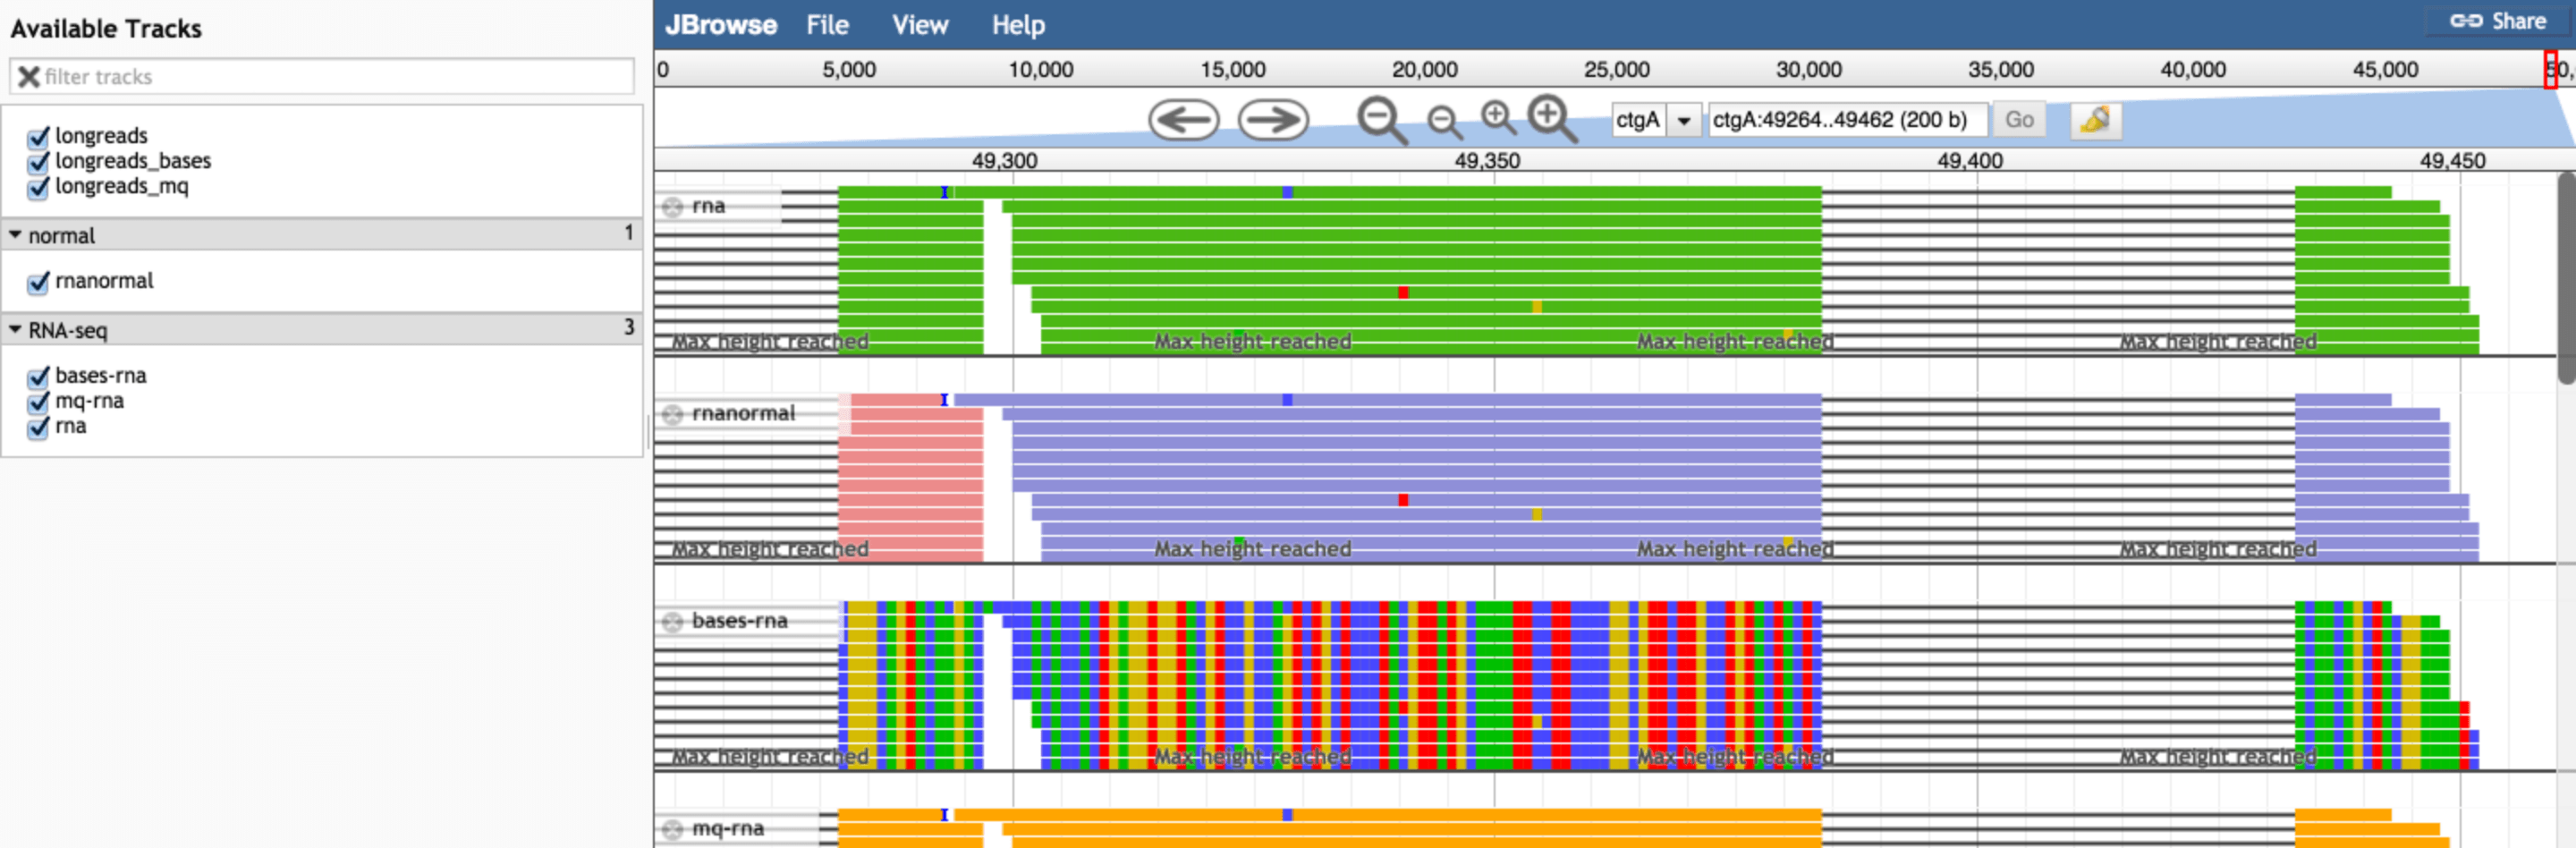 Available Tracks
filter tracks
longreads
longreads_bases
longreads_mq
normal 1
rnanormal
RNA-seq 3
bases-rna
mq-rna
rna
JBrowse File View Help Share
0 5,000 10,000 15,000 20,000 25,000 30,000 35,000 40,000 45,000 50,
ctgA ctgA:49264..49462 (200 b) Go
49,300 49,350 49,400 49,450
rna
Max height reached Max height reached Max height reached Max height reached
rnanormal
Max height reached Max height reached Max height reached Max height reached
bases-rna
Max height reached Max height reached Max height reached Max height reached
mq-rna